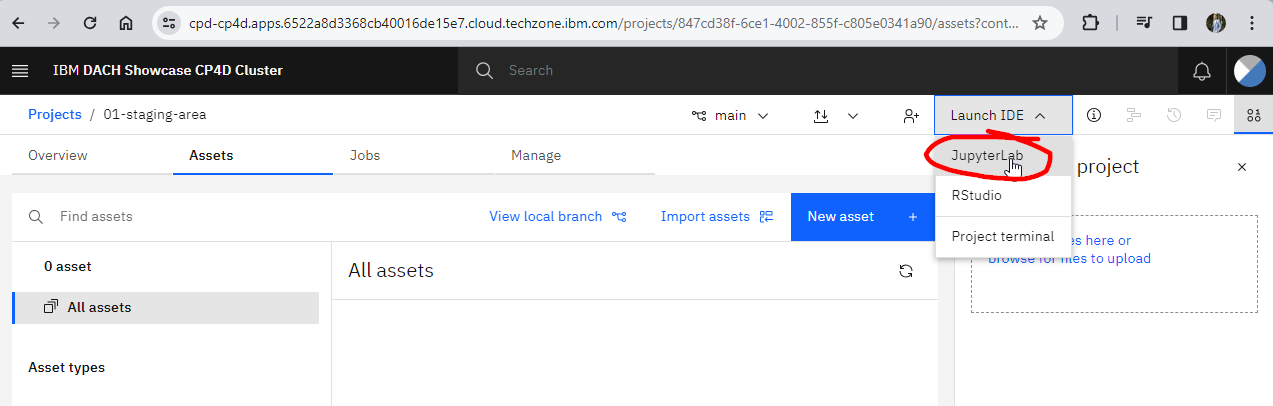 cpd-cp4d.apps.6522a8d3368cb40016de15e7.cloud.techzone.ibm.com/projects/847cd38f-6ce1-4002-855f-c805e0341a90/assets?cont...
IBM DACH Showcase CP4D Cluster
Search
Projects / 01-staging-area
main
Launch IDE
Overview
Assets
Jobs
Manage
JupyterLab
RStudio
Project terminal
project
Find assets
View local branch
Import assets
New asset +
here or
browse for files to upload
0 asset
All assets
All assets
Asset types